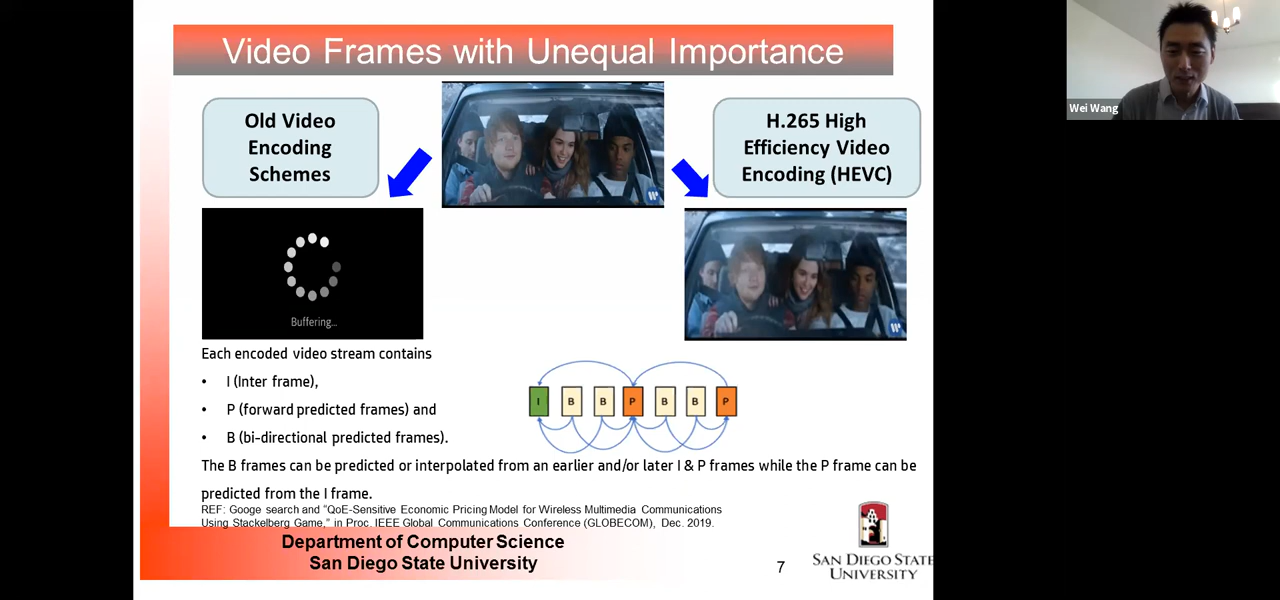 Video Frames with Unequal Importance
Old Video
Encoding
Schemes
H.265 High
Efficiency Video
Encoding (HEVC)
Buffering...
Each encoded video stream contains
• I (Inter frame),
• P (forward predicted frames) and
• B (bi-directional predicted frames).
I B B P B B P
The B frames can be predicted or interpolated from an earlier and/or later I & P frames while the P frame can be
predicted from the I frame.
REF: Googe search and "QoE-Sensitive Economic Pricing Model for Wireless Multimedia Communications
Using Stackelberg Game," in Proc. IEEE Global Communications Conference (GLOBECOM), Dec. 2019.
Department of Computer Science
San Diego State University
7
SAN DIEGO STATE
UNIVERSITY
Wei Wang